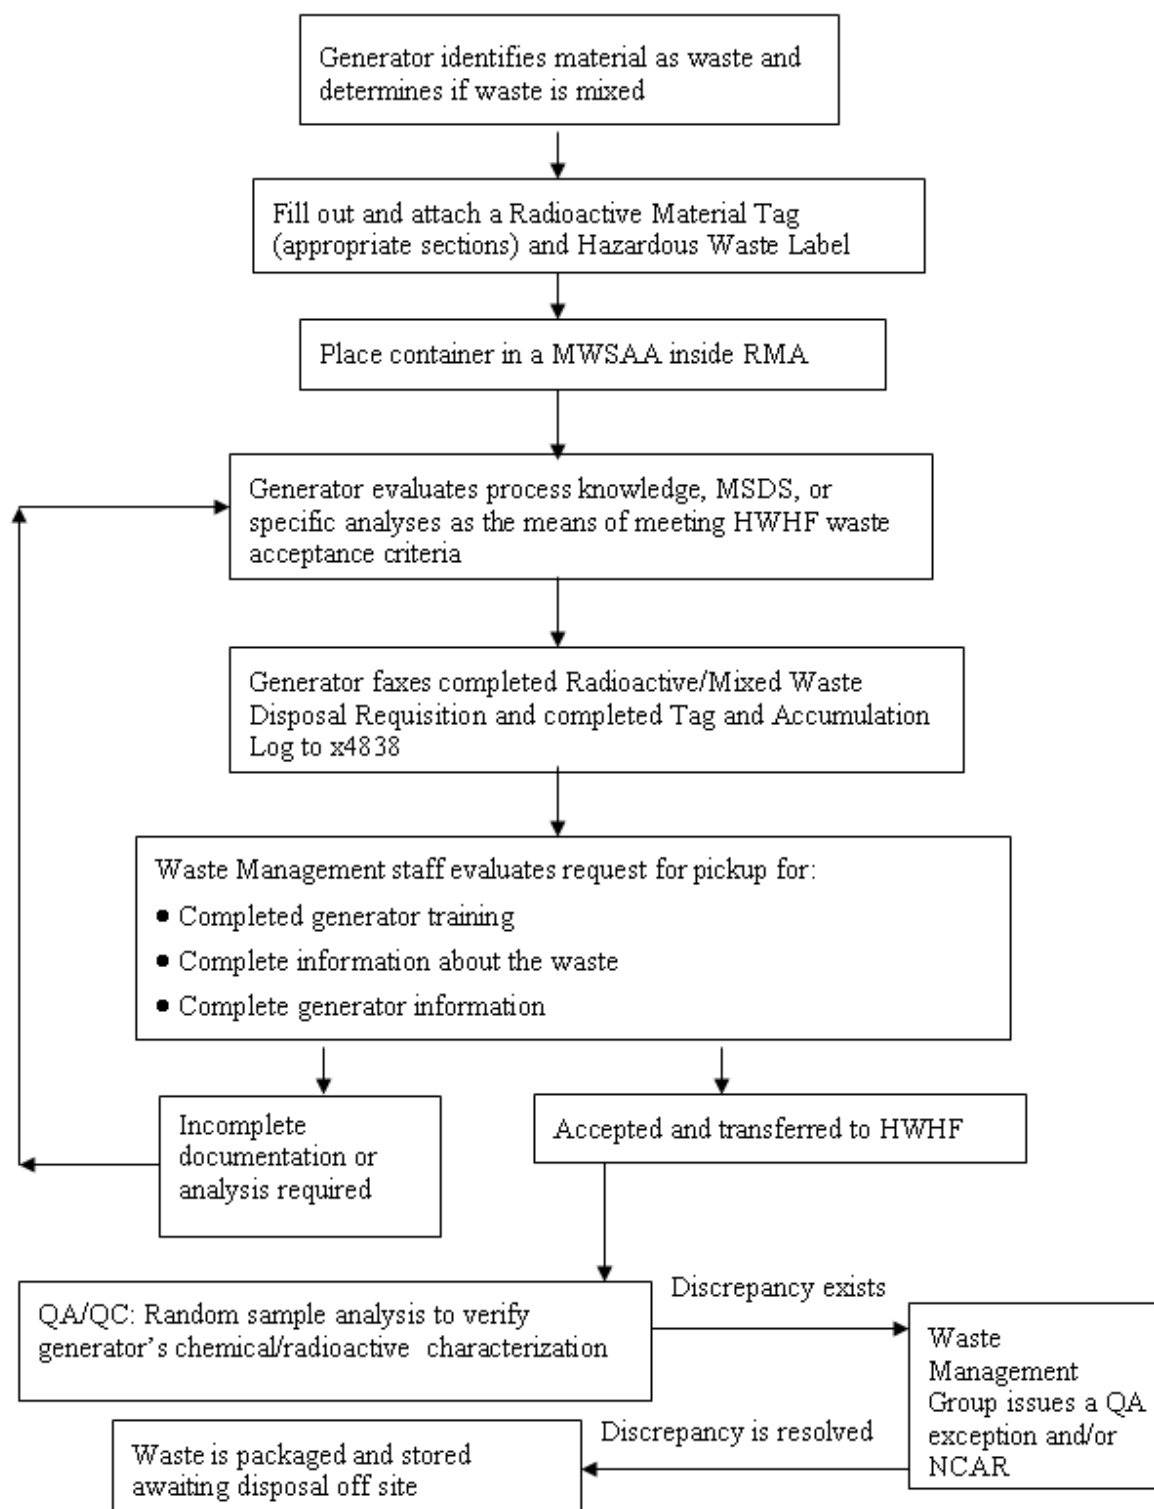 Generator identifies material as waste and
determines if waste is mixed
Fill out and attach a Radioactive Material Tag
(appropriate sections) and Hazardous Waste Label
Place container in a MWSAA inside RMA
Generator evaluates process knowledge, MSDS, or
specific analyses as the means of meeting HWHF waste
acceptance criteria
Generator faxes completed Radioactive/Mixed Waste
Disposal Requisition and completed Tag and Accumulation
Log to x4838
Waste Management staff evaluates request for pickup for:
● Completed generator training
● Complete information about the waste
● Complete generator information
Incomplete
documentation or
analysis required
Accepted and transferred to HWHF
QA/QC: Random sample analysis to verify
generator's chemical/radioactive characterization
Discrepancy exists
Waste
Management
Group issues a QA
exception and/or
NCAR
Discrepancy is resolved
Waste is packaged and stored
awaiting disposal off site